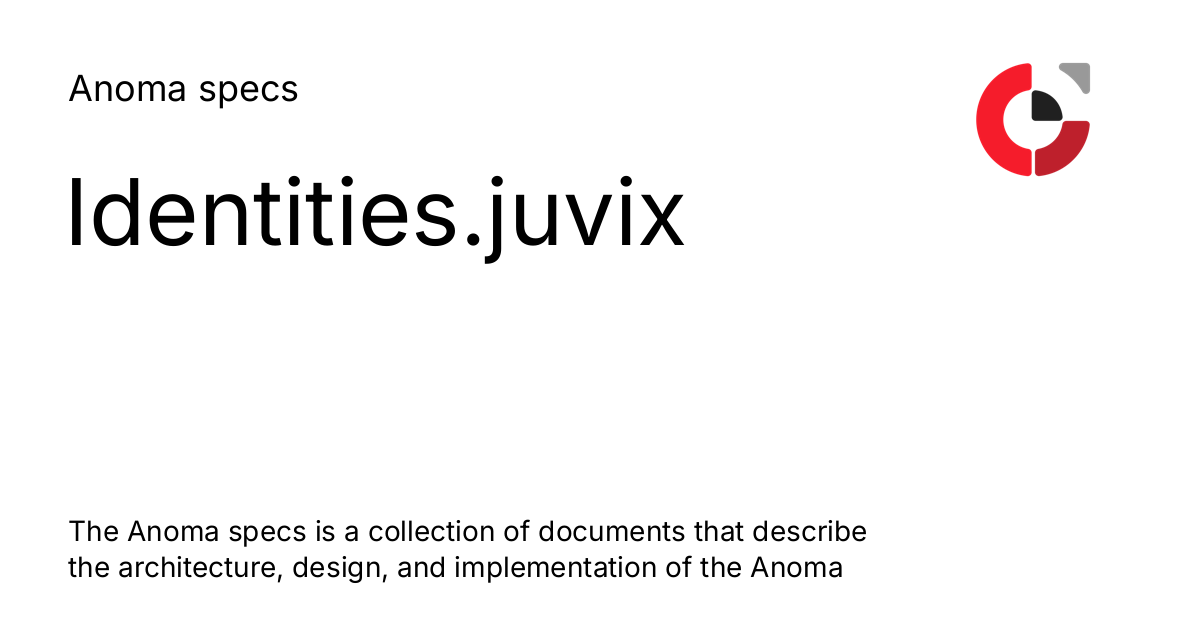 Anoma specs
Identities.juvix
The Anoma specs is a collection of documents that describe
the architecture, design, and implementation of the Anoma